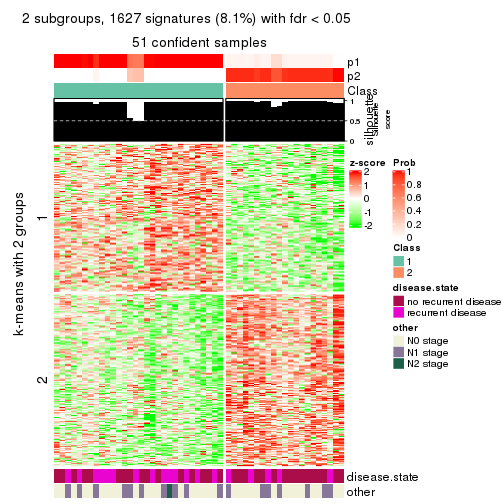 2 subgroups, 1627 signatures (8.1%) with fdr < 0.05
51 confident samples
p1
p2
Class
silhouette
silhouette
score
1
0.5
0
k-means with 2 groups
1
2
z-score
2
1
0
-1
-2
Prob
1
0.8
0.6
0.4
0.2
0
Class
1
2
disease.state
no recurrent disease
recurrent disease
other
N0 stage
N1 stage
N2 stage
disease.state
other